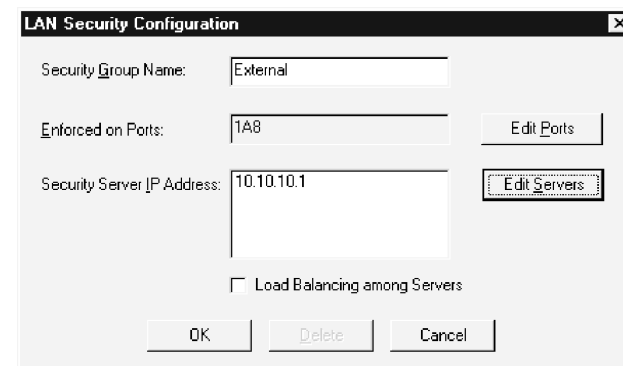 LAN Security Configuration
Security Group Name: External
Enforced on Ports: 1A8 Edit Ports
Security Server IP Address: 10.10.10.1 Edit Servers
Load Balancing among Servers
OK Delete Cancel